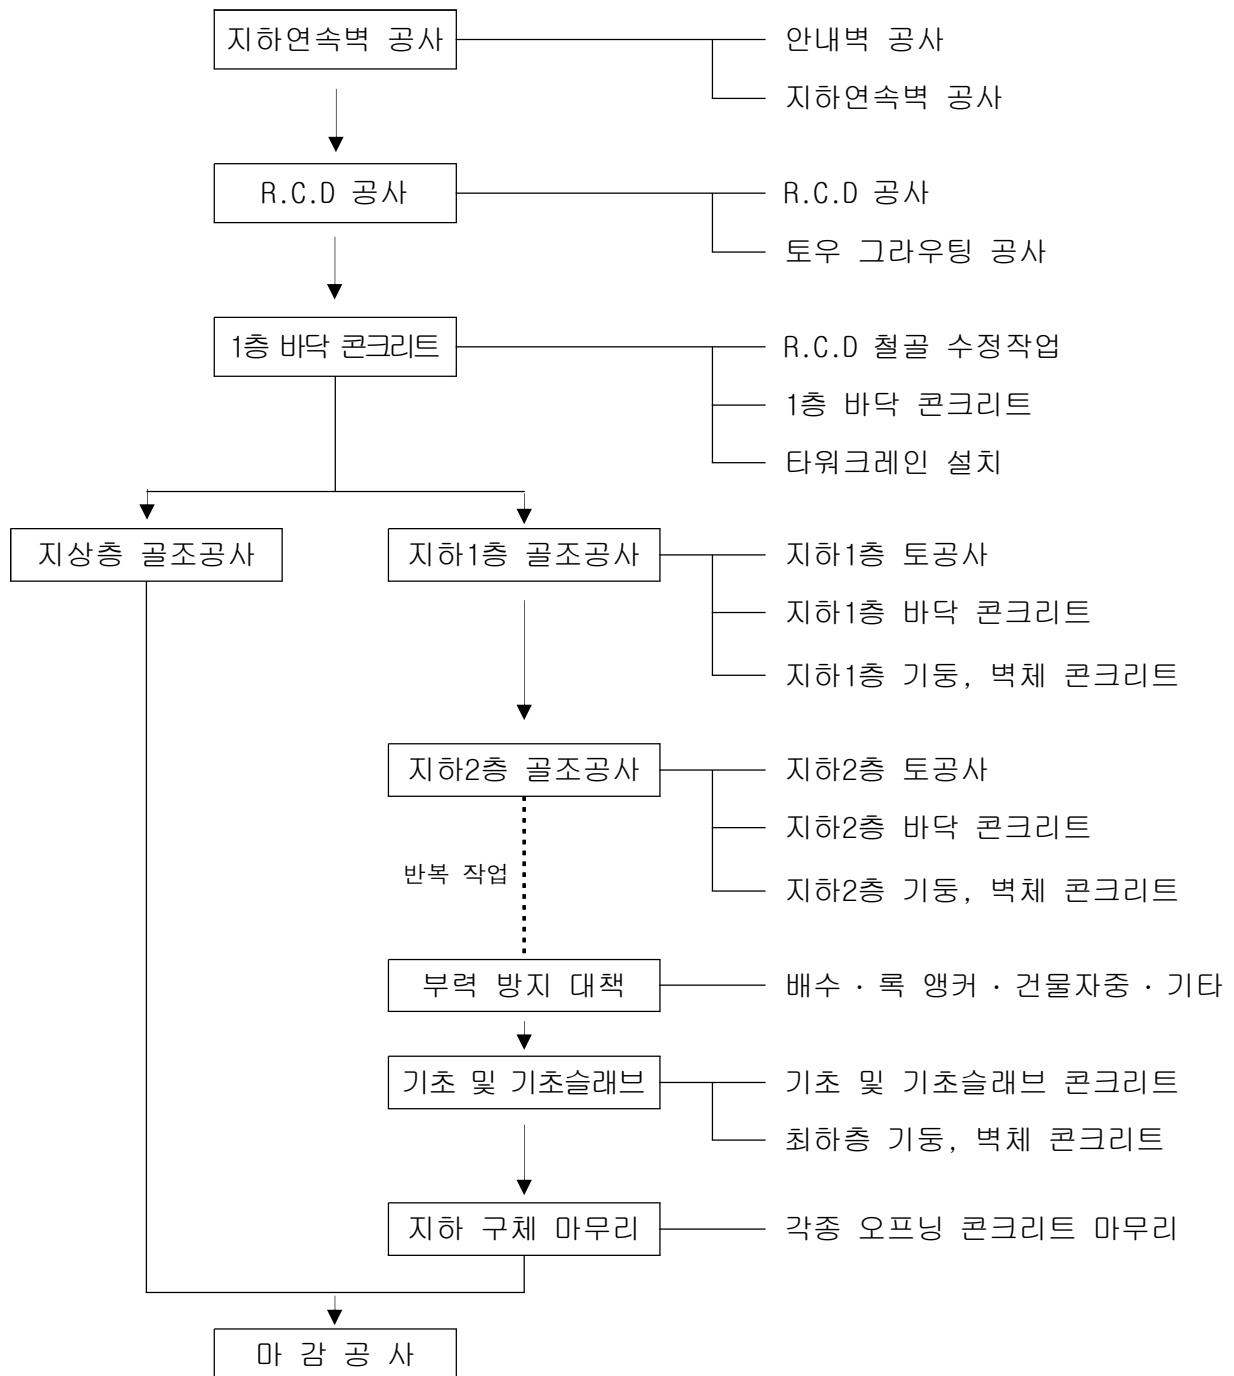 지하연속벽 공사
안내벽 공사
지하연속벽 공사
R.C.D 공사
R.C.D 공사
토우 그라우팅 공사
1층 바닥 콘크리트
R.C.D 철골 수정작업
1층 바닥 콘크리트
타워크레인 설치
지상층 골조공사
지하1층 골조공사
지하1층 토공사
지하1층 바닥 콘크리트
지하1층 기둥, 벽체 콘크리트
지하2층 골조공사
지하2층 토공사
지하2층 바닥 콘크리트
반복 작업
지하2층 기둥, 벽체 콘크리트
부력 방지 대책
배수 · 록 앵커 · 건물자중 · 기타
기초 및 기초슬래브
기초 및 기초슬래브 콘크리트
최하층 기둥, 벽체 콘크리트
지하 구체 마무리
각종 오프닝 콘크리트 마무리
마 감 공 사